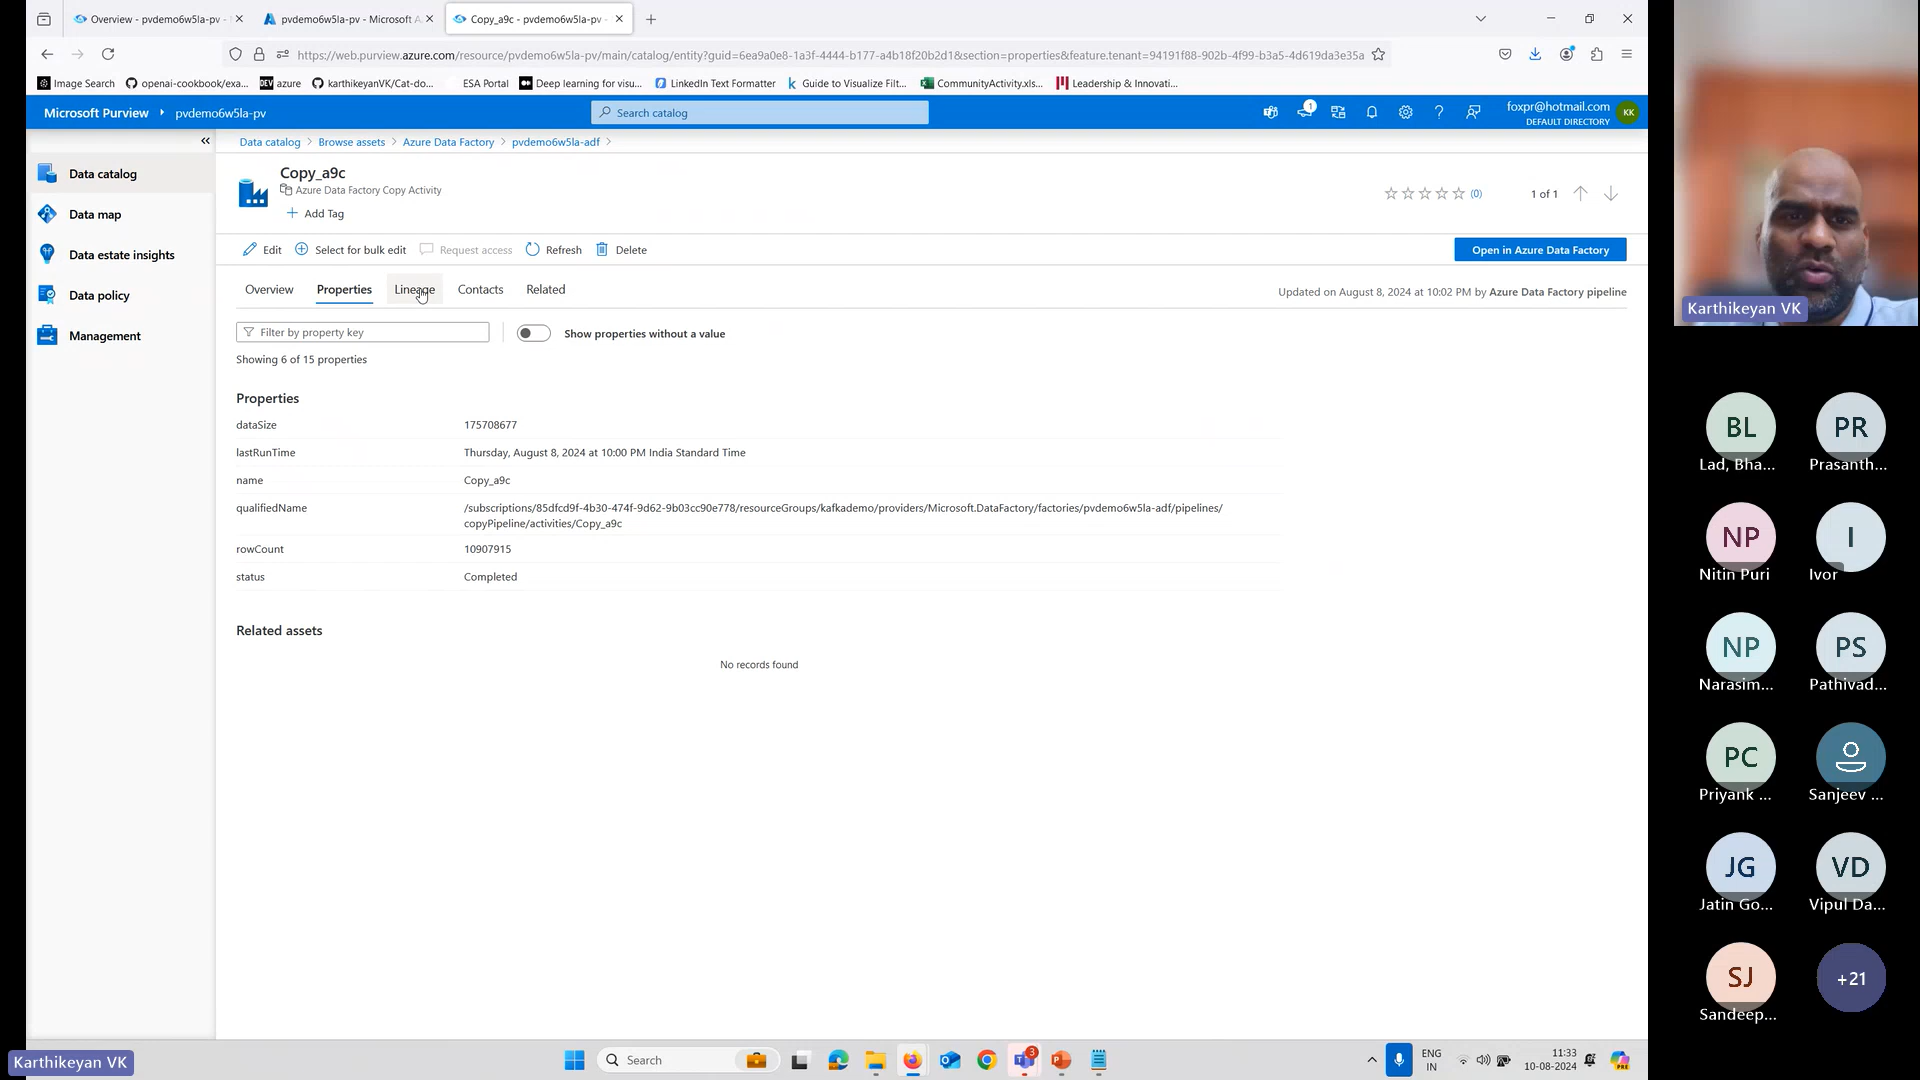 Overview - pvdemo6w5la-pv -
pvdemo6w5la-pv - Microsoft A
Copy_a9c - pvdemo6w5la-pv -
https://web.purview.azure.com/resource/pvdemo6w5la-pv/main/catalog/entity?guid=6ea9a0e8-1a3f-4444-b177-a4b18f20b2d1&section=properties&feature.tenant=94191f88-902b-4f99-b3a5-4d619da3e35a
Image Search
openai-cookbook/exa...
DEV azure
karthikeyanVK/Cat-do...
ESA Portal
Deep learning for visu...
LinkedIn Text Formatter
Guide to Visualize Filt...
CommunityActivity.xls...
Leadership & Innovati...
Microsoft Purview
pvdemo6w5la-pv
Search catalog
1
foxpr@hotmail.com
DEFAULT DIRECTORY
KK
Data catalog
Data map
Data estate insights
Data policy
Management
Data catalog > Browse assets > Azure Data Factory > pvdemo6w5la-adf >
Copy_a9c
Azure Data Factory Copy Activity
Add Tag
(0)
1 of 1
Edit
Select for bulk edit
Request access
Refresh
Delete
Open in Azure Data Factory
Overview
Properties
Lineage
Contacts
Related
Updated on August 8, 2024 at 10:02 PM by Azure Data Factory pipeline
Filter by property key
Show properties without a value
Showing 6 of 15 properties
Properties
dataSize 175708677
lastRunTime Thursday, August 8, 2024 at 10:00 PM India Standard Time
name Copy_a9c
qualifiedName /subscriptions/85dfcd9f-4b30-474f-9d62-9b03cc90e778/resourceGroups/kafkademo/providers/Microsoft.DataFactory/factories/pvdemo6w5la-adf/pipelines/
copyPipeline/activities/Copy_a9c
rowCount 10907915
status Completed
Related assets
No records found
Karthikeyan VK
BL
Lad, Bha...
PR
Prasanth...
NP
Nitin Puri
I
Ivor
NP
Narasim...
PS
Pathivad...
PC
Priyank ...
Sanjeev ...
JG
Jatin Go...
VD
Vipul Da...
SJ
Sandeep...
+21
Karthikeyan VK
Search
3
ENG
IN
11:33
10-08-2024
PRE